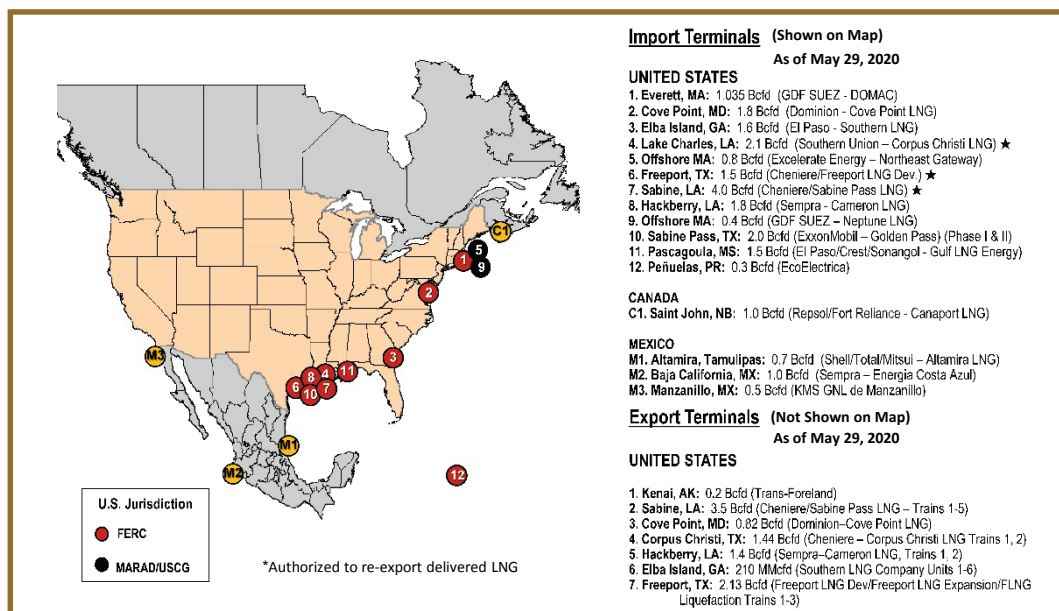 Import Terminals (Shown on Map)
As of May 29, 2020
UNITED STATES
1. Everett, MA: 1.035 Bcfd (GDF SUEZ - DOMAC)
2. Cove Point, MD: 1.8 Bcfd (Dominion - Cove Point LNG)
3. Elba Island, GA: 1.6 Bcfd (El Paso - Southern LNG)
4. Lake Charles, LA: 2.1 Bcfd (Southern Union – Corpus Christi LNG) ★
5. Offshore MA: 0.8 Bcfd (Excelerate Energy – Northeast Gateway)
6. Freeport, TX: 1.5 Bcfd (Cheniere/Freeport LNG Dev.) ★
7. Sabine, LA: 4.0 Bcfd (Cheniere/Sabine Pass LNG) ★
8. Hackberry, LA: 1.8 Bcfd (Sempra - Cameron LNG)
9. Offshore MA: 0.4 Bcfd (GDF SUEZ – Neptune LNG)
10. Sabine Pass, TX: 2.0 Bcfd (ExxonMobil – Golden Pass) (Phase I & II)
11. Pascagoula, MS: 1.5 Bcfd (El Paso/Crest/Sonangol - Gulf LNG Energy)
12. Peñuelas, PR: 0.3 Bcfd (EcoElectrica)
CANADA
C1. Saint John, NB: 1.0 Bcfd (Repsol/Fort Reliance - Canaport LNG)
MEXICO
M1. Altamira, Tamulipas: 0.7 Bcfd (Shell/Total/Mitsui – Altamira LNG)
M2. Baja California, MX: 1.0 Bcfd (Sempra – Energia Costa Azul)
M3. Manzanillo, MX: 0.5 Bcfd (KMS GNL de Manzanillo)
Export Terminals (Not Shown on Map)
As of May 29, 2020
UNITED STATES
1. Kenai, AK: 0.2 Bcfd (Trans-Foreland)
2. Sabine, LA: 3.5 Bcfd (Cheniere/Sabine Pass LNG – Trains 1-5)
3. Cove Point, MD: 0.82 Bcfd (Dominion–Cove Point LNG)
4. Corpus Christi, TX: 1.44 Bcfd (Cheniere – Corpus Christi LNG Trains 1, 2)
5. Hackberry, LA: 1.4 Bcfd (Sempra–Cameron LNG, Trains 1, 2)
6. Elba Island, GA: 210 MMcfd (Southern LNG Company Units 1-6)
7. Freeport, TX: 2.13 Bcfd (Freeport LNG Dev/Freeport LNG Expansion/FLNG
Liquefaction Trains 1-3)
C1
5
1
9
2
M3
3
8
4
11
6
7
10
M1
M2
12
U.S. Jurisdiction
FERC
MARAD/USCG
*Authorized to re-export delivered LNG